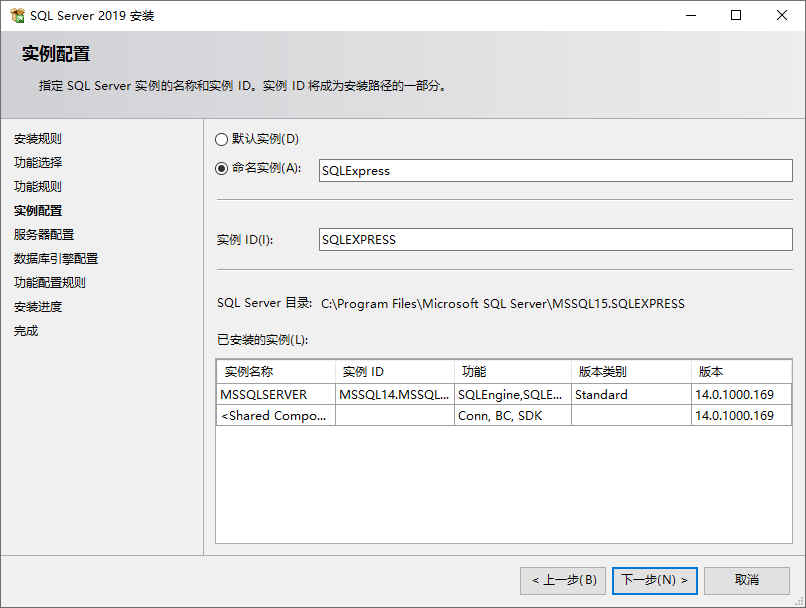 SQL Server 2019 安装
实例配置
指定 SQL Server 实例的名称和实例 ID。实例 ID 将成为安装路径的一部分。
安装规则
功能选择
功能规则
实例配置
服务器配置
数据库引擎配置
功能配置规则
安装进度
完成
默认实例(D)
命名实例(A): SQLExpress
实例 ID(I): SQLEXPRESS
SQL Server 目录: C:\Program Files\Microsoft SQL Server\MSSQL15.SQLEXPRESS
已安装的实例(L):
实例名称 实例 ID 功能 版本类别 版本
MSSQLSERVER MSSQL14.MSSQL... SQLEngine,SQLE... Standard 14.0.1000.169
<Shared Compo... Conn, BC, SDK 14.0.1000.169
< 上一步(B) 下一步(N) > 取消